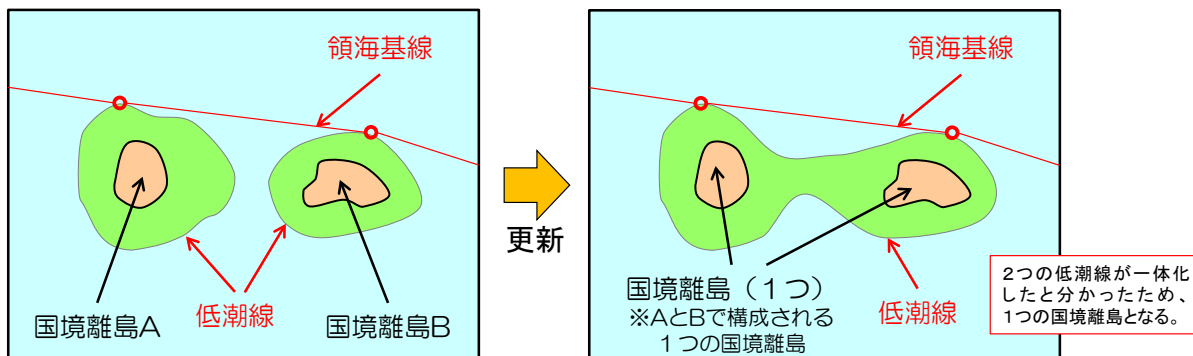 領海基線
国境離島A
低潮線
国境離島B
更新
領海基線
国境離島（１つ）
※AとBで構成される
１つの国境離島
低潮線
２つの低潮線が一体化
したと分かったため、
１つの国境離島となる。